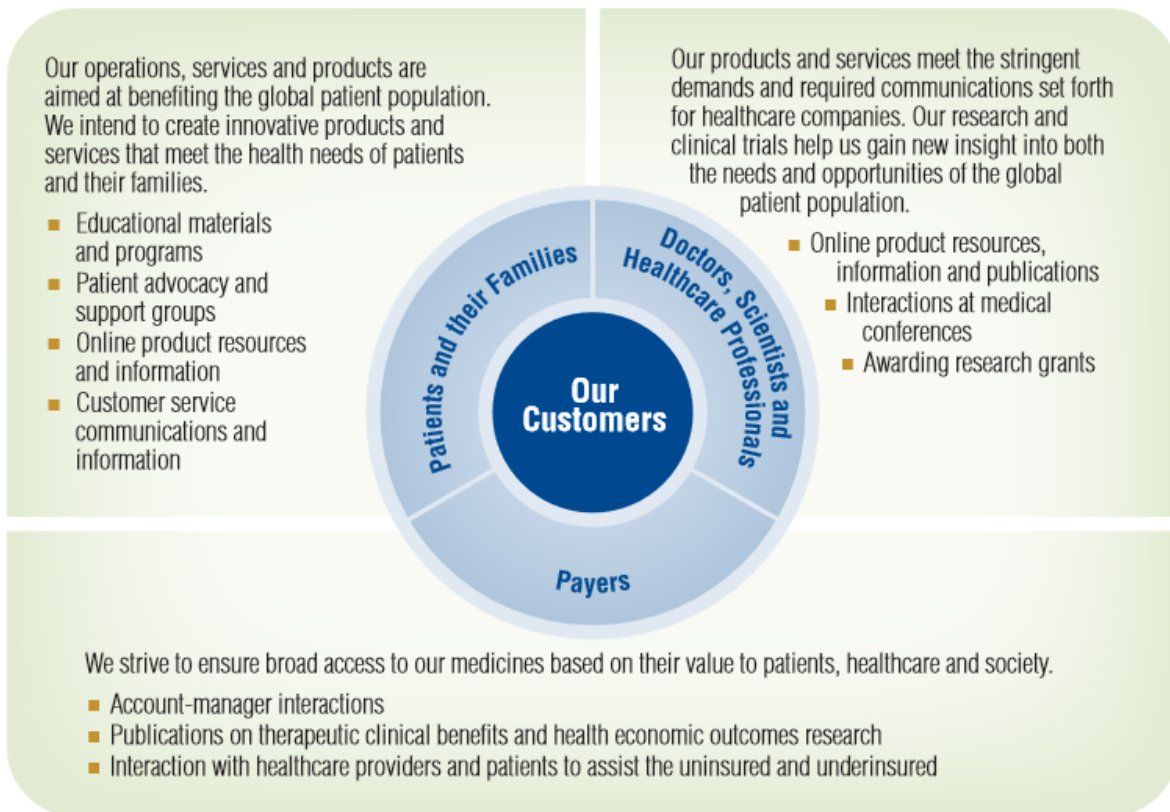 Our operations, services and products are
aimed at benefiting the global patient population.
We intend to create innovative products and
services that meet the health needs of patients
and their families.
■ Educational materials
and programs
■ Patient advocacy and
support groups
■ Online product resources
and information
■ Customer service
communications and
information
Our products and services meet the stringent
demands and required communications set forth
for healthcare companies. Our research and
clinical trials help us gain new insight into both
the needs and opportunities of the global
patient population.
■ Online product resources,
information and publications
■ Interactions at medical
conferences
■ Awarding research grants
Patients and their Families
Doctors, Scientists and
Healthcare Professionals
Our
Customers
Payers
We strive to ensure broad access to our medicines based on their value to patients, healthcare and society.
■ Account-manager interactions
■ Publications on therapeutic clinical benefits and health economic outcomes research
■ Interaction with healthcare providers and patients to assist the uninsured and underinsured